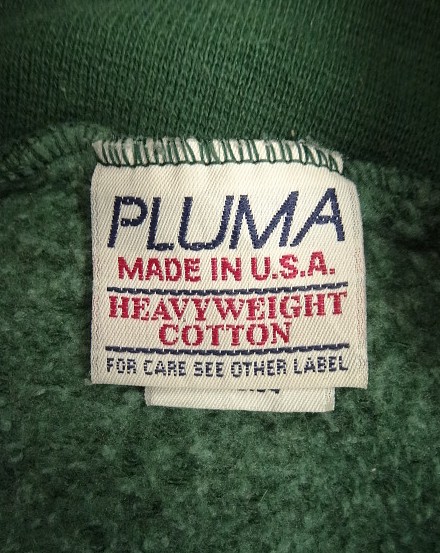 PLUMA
MADE IN U.S.A.
HEAVYWEIGHT
COTTON
FOR CARE SEE OTHER LABEL